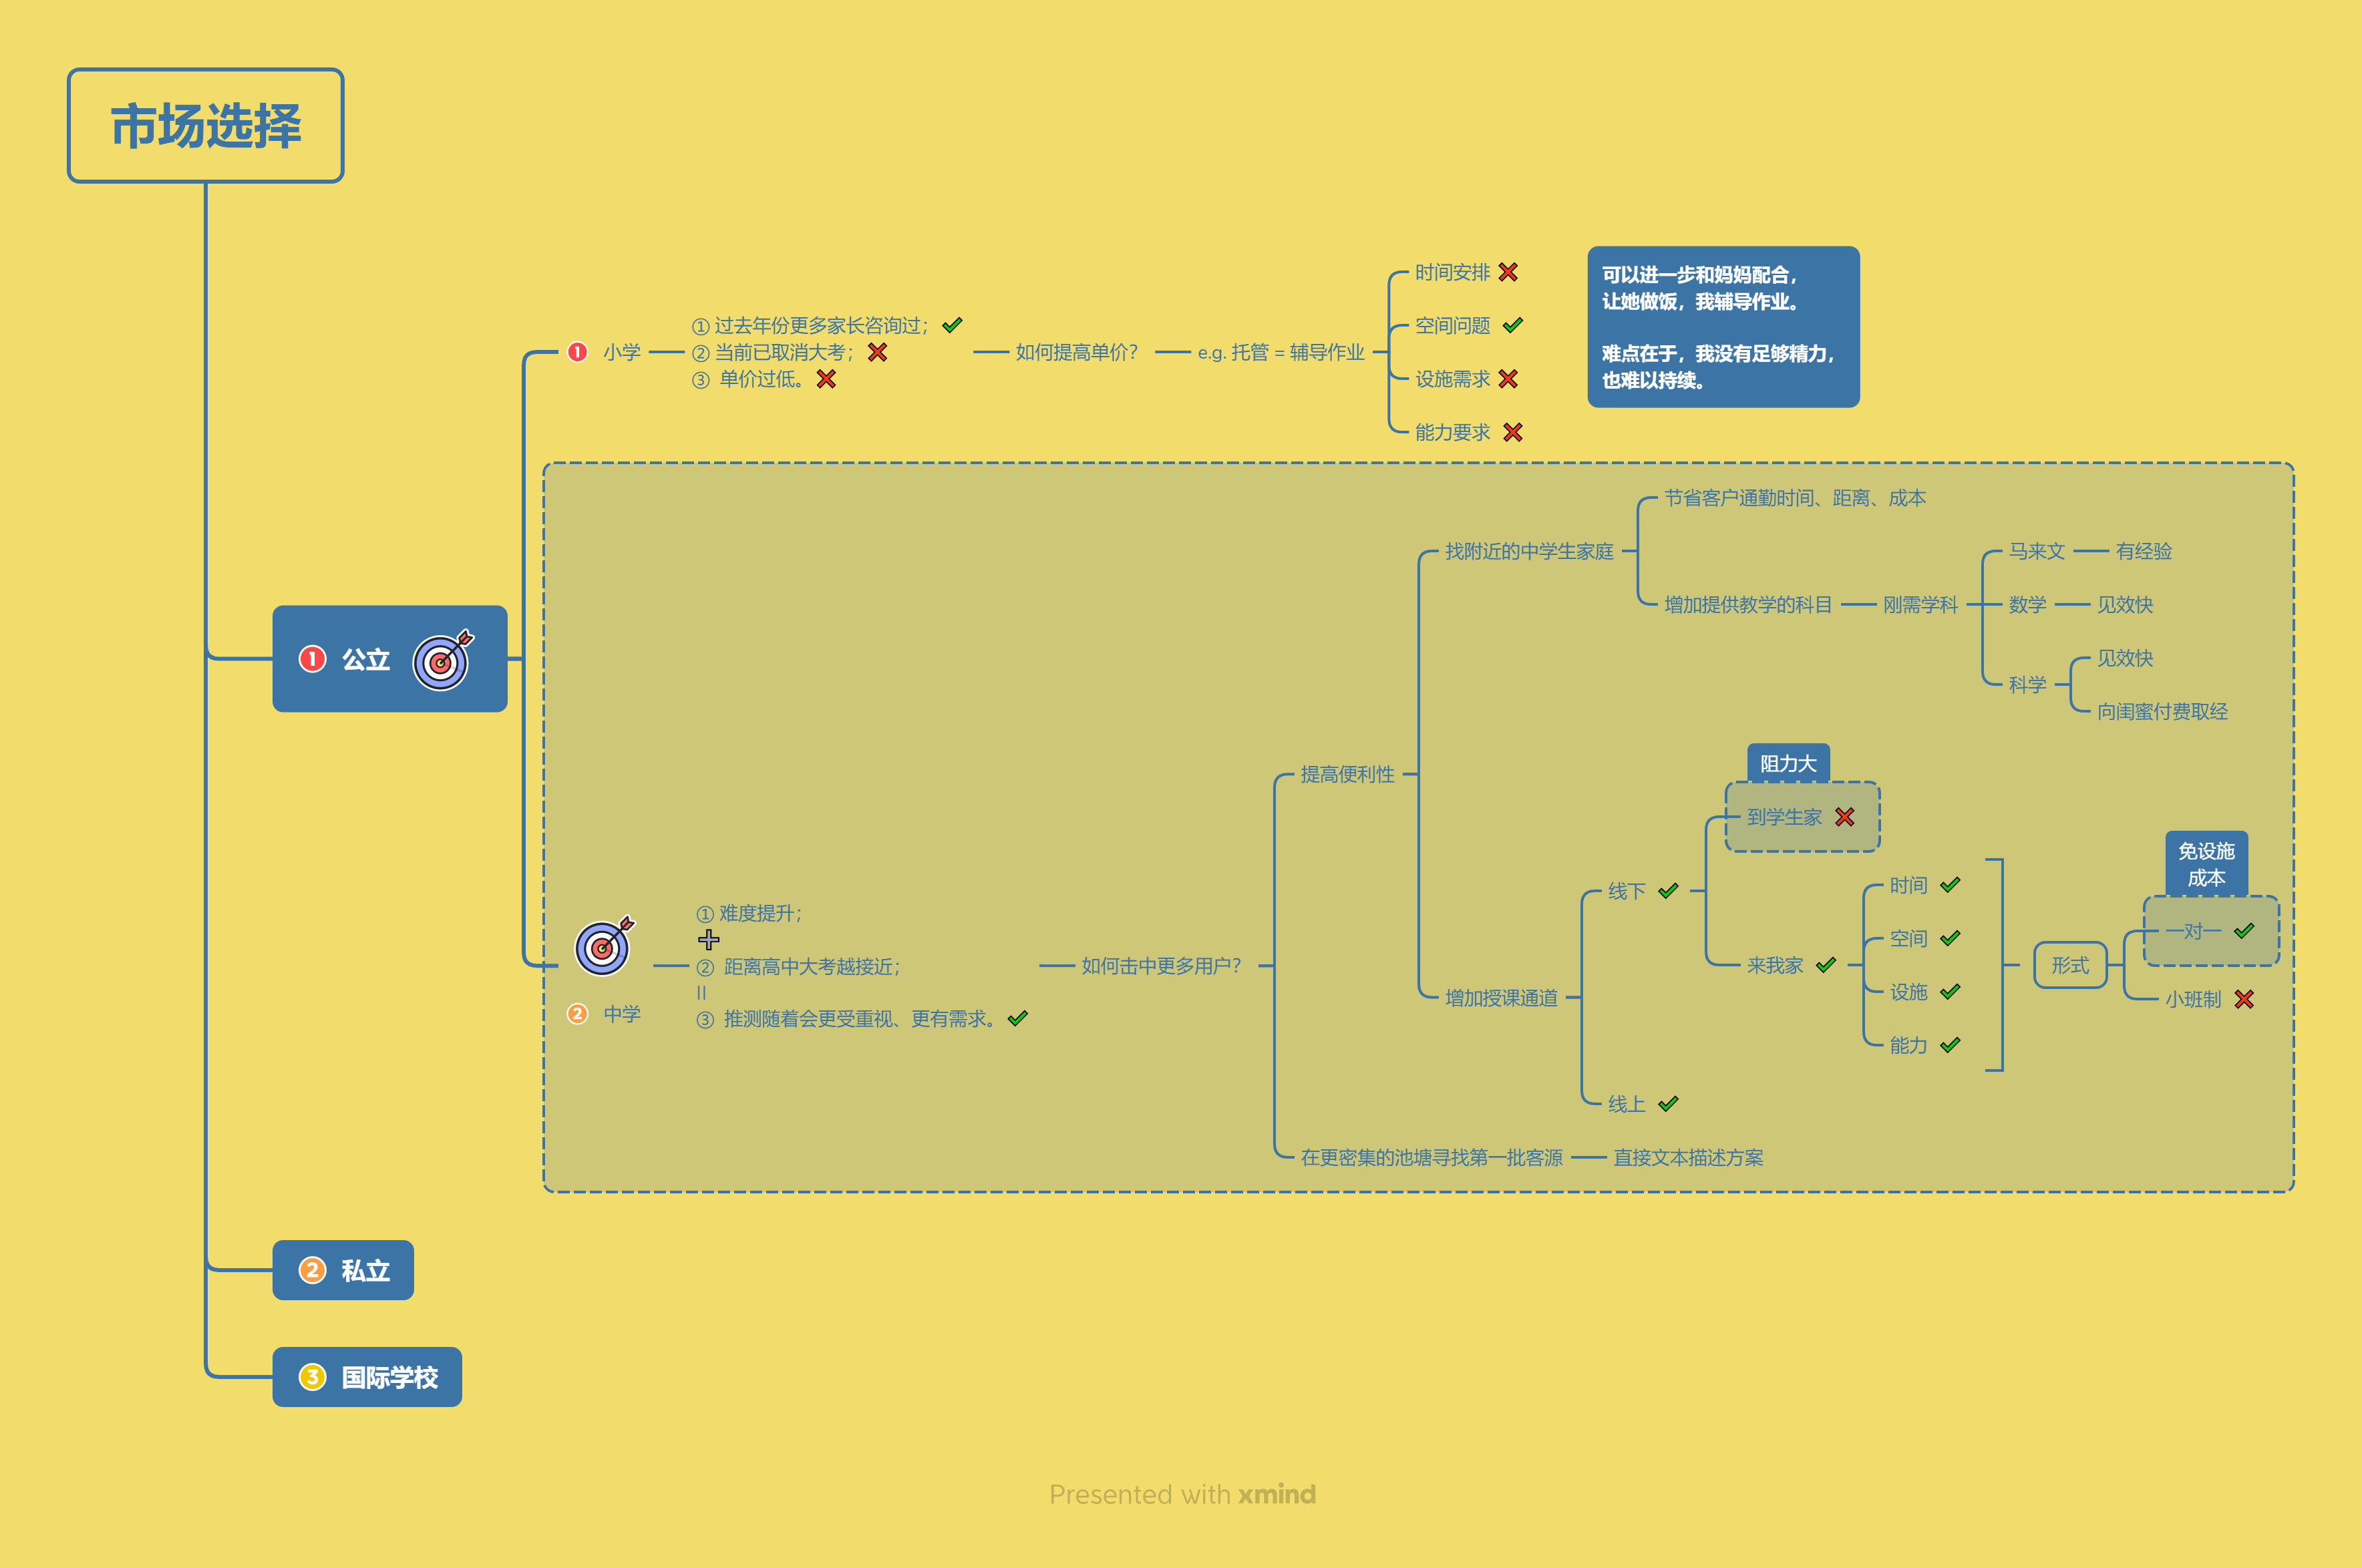 市场选择
① 公立
① 小学
① 过去年份更多家长咨询过；
② 当前已取消大考；
③ 单价过低。
如何提高单价？
e.g. 托管 = 辅导作业
时间安排
空间问题
设施需求
能力要求
可以进一步和妈妈配合，
让她做饭，我辅导作业。
难点在于，我没有足够精力，
也难以持续。
② 中学
① 难度提升；
② 距离高中大考越接近；
||
③ 推测随着会更受重视、更有需求。
如何击中更多用户？
提高便利性
找附近的中学生家庭
节省客户通勤时间、距离、成本
增加提供教学的科目
刚需学科
马来文
有经验
数学
见效快
科学
见效快
向闺蜜付费取经
增加授课通道
线下
阻力大
到学生家
来我家
时间
空间
设施
能力
形式
免设施
成本
一对一
小班制
线上
在更密集的池塘寻找第一批客源
直接文本描述方案
② 私立
③ 国际学校
Presented with xmind